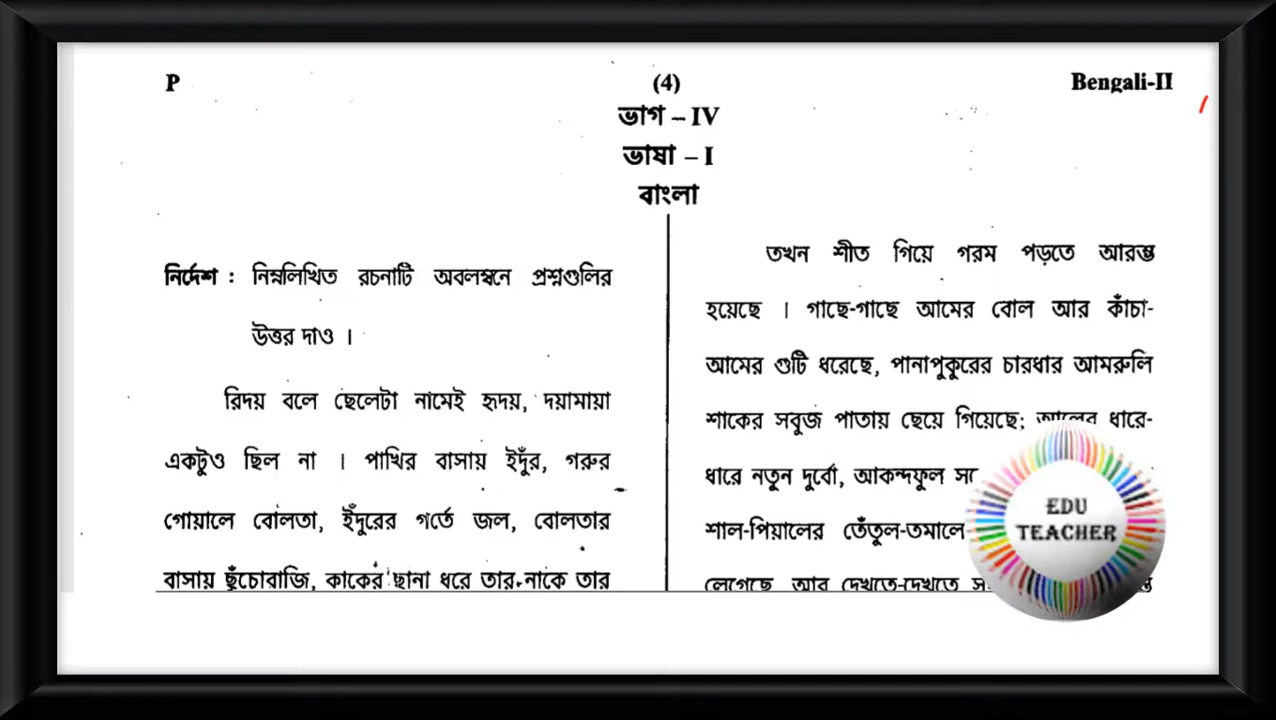 P (4) Bengali-II
ভাগ – IV
ভাষা – I
বাংলা
নির্দেশ : নিম্নলিখিত রচনাটি অবলম্বনে প্রশ্নগুলির
উত্তর দাও ।
রিদয় বলে ছেলেটা নামেই হৃদয়, দয়ামায়া
একটুও ছিল না । পাখির বাসায় ইদুঁর, গরুর
গোয়ালে বোলতা, ইঁদুরের গর্তে জল, বোলতার
বাসায় ছুঁচোবাজি, কাকের ছানা ধরে তার নাকে তার
তখন শীত গিয়ে গরম পড়তে আরম্ভ
হয়েছে । গাছে-গাছে আমের বোল আর কাঁচা-
আমের গুটি ধরেছে, পানাপুকুরের চারধার আমরুলি
শাকের সবুজ পাতায় ছেয়ে গিয়েছে; আলের ধারে-
ধারে নতুন দুর্বো, আকন্দফুল
শাল-পিয়ালের তেঁতুল-তমালে
লেগেছে আর দেখতে-দেখতে
EDU
TEACHER